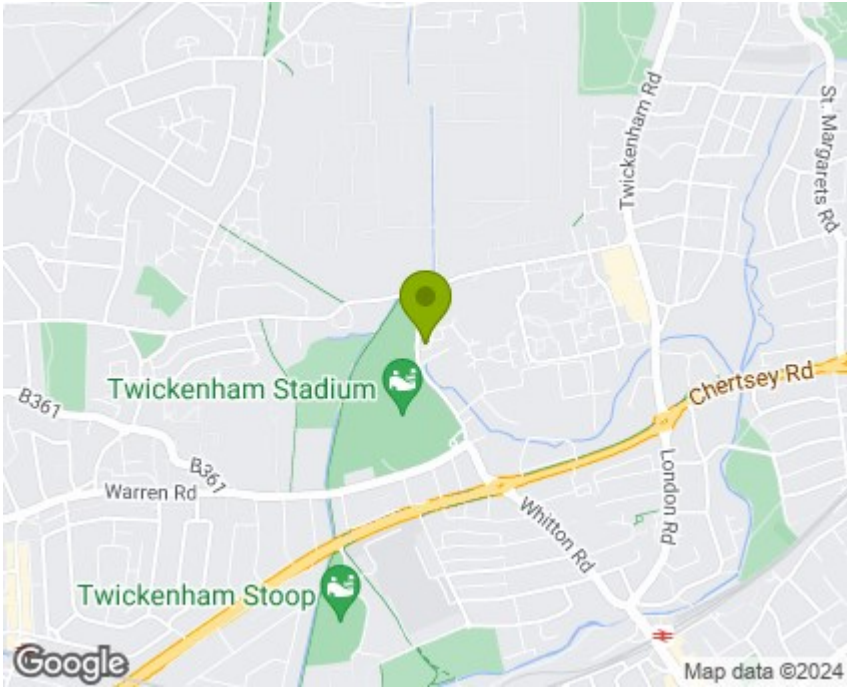 Twickenham Rd
St. Margarets Rd
Twickenham Stadium
Chertsey Rd
B361
B361
Warren Rd
London Rd
Whitton Rd
Twickenham Stoop
Google
Map data ©2024